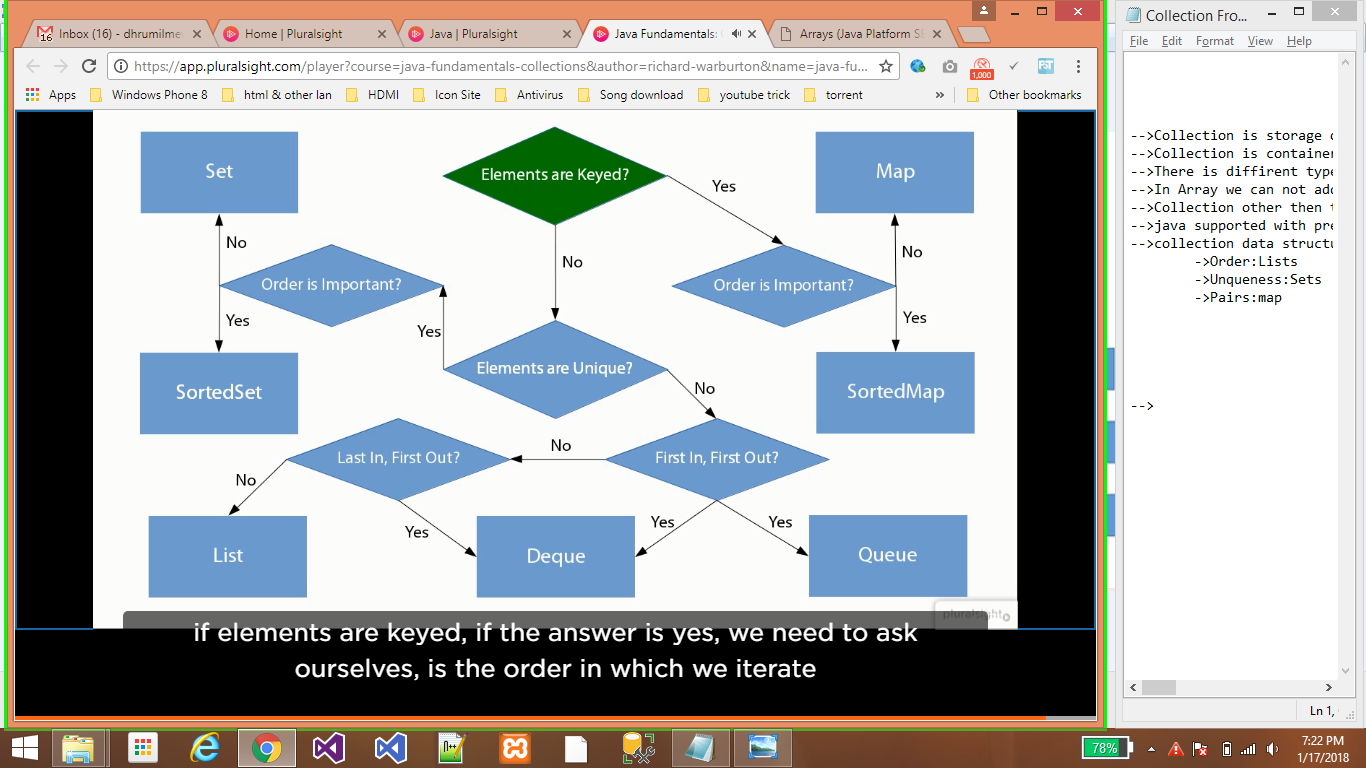 Inbox (16) - dhrumilme
Home | Pluralsight
Java | Pluralsight
Java Fundamentals:
Arrays (Java Platform S
https://app.pluralsight.com/player?course=java-fundamentals-collections&author=richard-warburton&name=java-fu...
1,000
Apps
Windows Phone 8
html & other lan
HDMI
Icon Site
Antivirus
Song download
youtube trick
torrent
»
Other bookmarks
Set
Elements are Keyed?
Map
Yes
No
No
No
Order is Important?
Order is Important?
Yes
Yes
Yes
SortedSet
Elements are Unique?
SortedMap
No
Last In, First Out?
No
First In, First Out?
No
Yes
Yes
Yes
List
Deque
Queue
pluralsight
if elements are keyed, if the answer is yes, we need to ask
ourselves, is the order in which we iterate
Collection Fro...
File Edit Format View Help
-->Collection is storage
-->Collection is container
-->There is diffirent type
-->In Array we can not add
-->Collection other then
-->java supported with pre
-->collection data structu
->Order:Lists
->Unqueness:Sets
->Pairs:map
-->
Ln 1,
78%
7:22 PM
1/17/2018